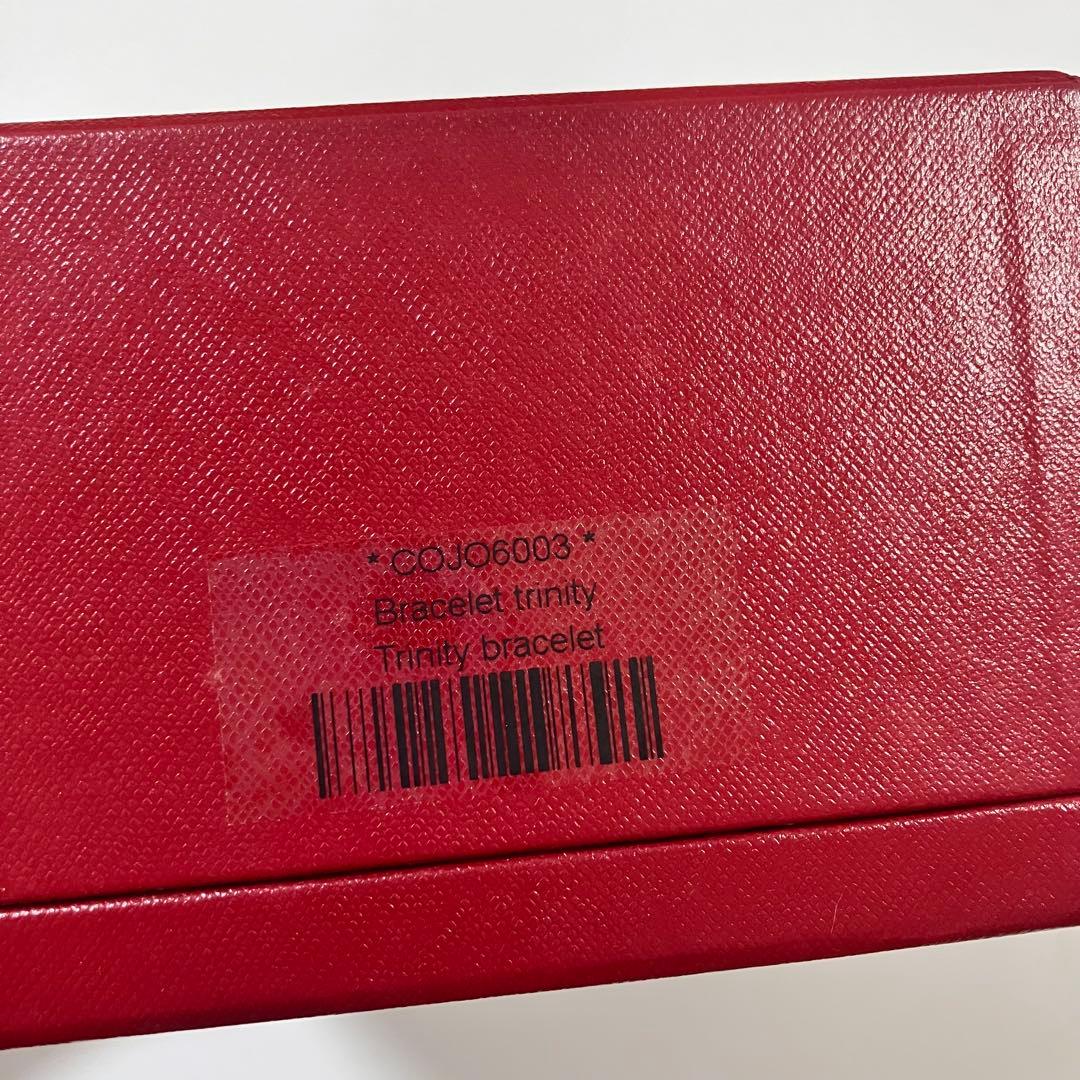 * COJO6003 *
Bracelet trinity
Trinity bracelet